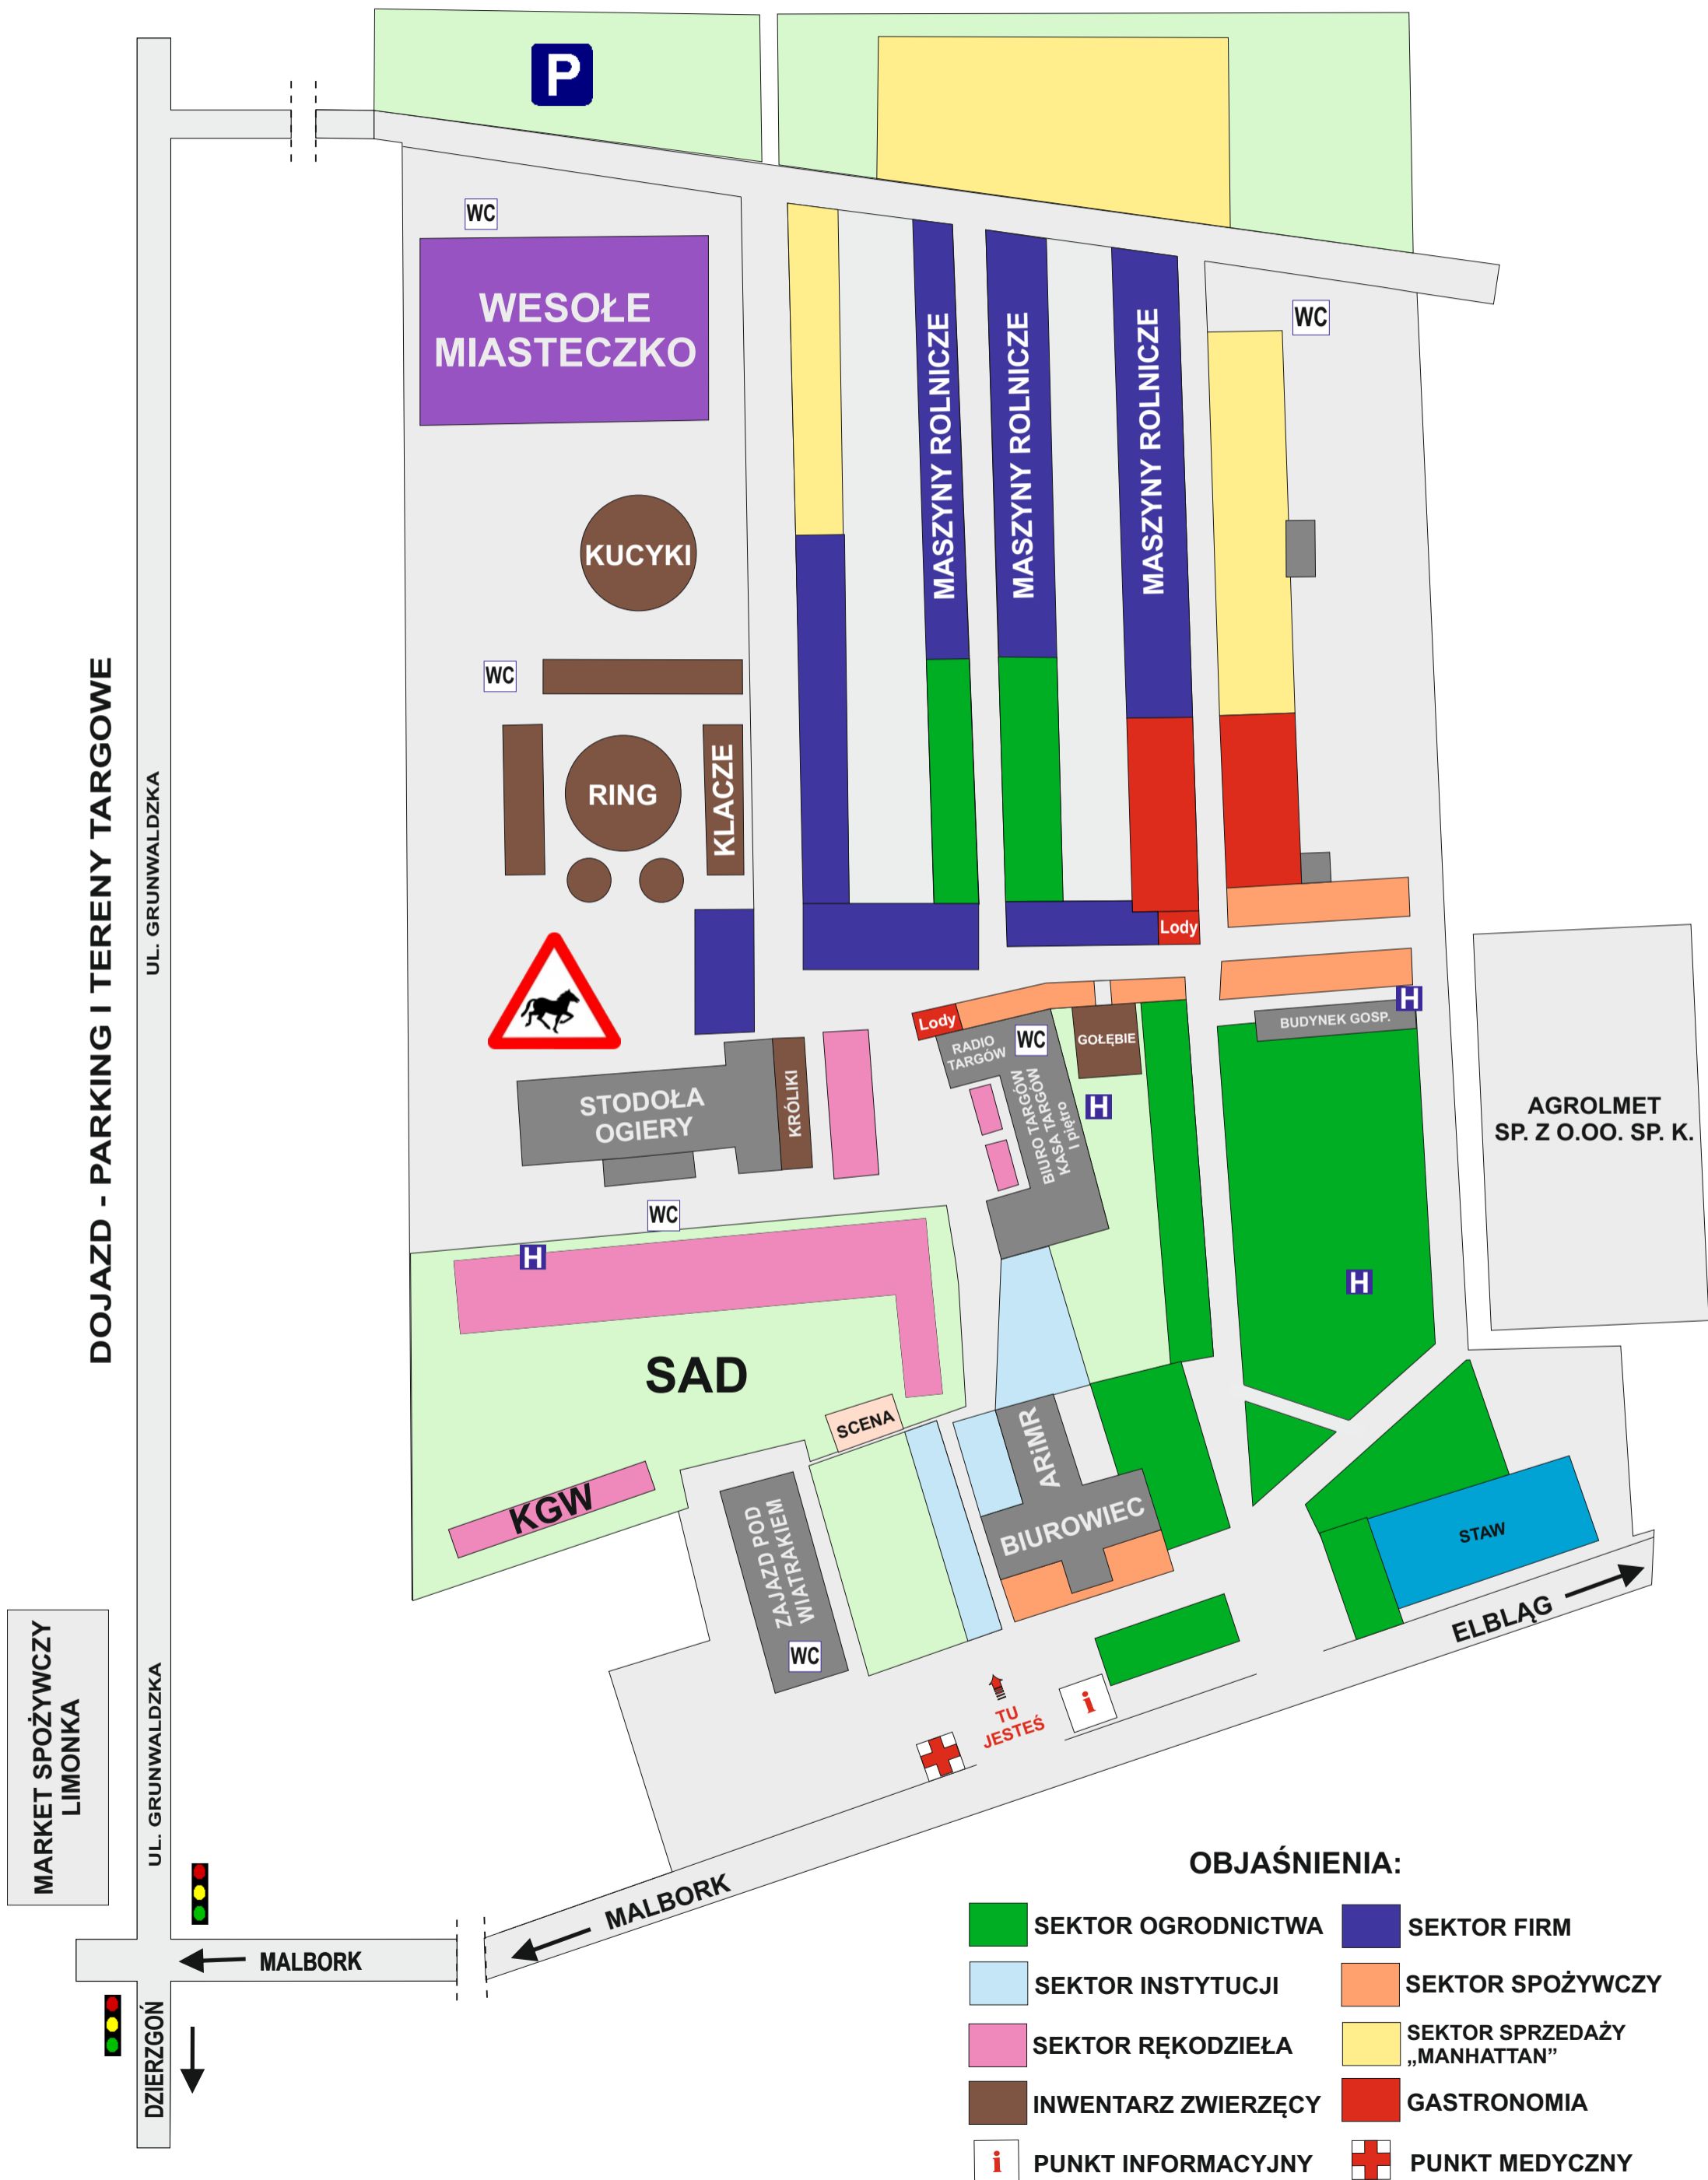 P
WC
WESOŁE
MIASTECZKO
MASZYNY ROLNICZE
MASZYNY ROLNICZE
MASZYNY ROLNICZE
WC
KUCYKI
WC
RING
KLACZE
DOJAZD - PARKING I TERENY TARGOWE
UL. GRUNWALDZKA
Lody
Lody
RADIO
TARGÓW
WC
GOŁĘBIE
BUDYNEK GOSP.
H
STODOŁA
OGIERY
KRÓLIKI
BIURO TARGÓW
KASA TARGÓW
I piętro
H
AGROLMET
SP. Z O.OO. SP. K.
WC
H
H
SAD
SCENA
KGW
ARiMR
BIUROWIEC
ZAJAZD POD
WIATRAKIEM
WC
STAW
ELBLĄG
TU
JESTEŚ
i
MARKET SPOŻYWCZY
LIMONKA
UL. GRUNWALDZKA
MALBORK
MALBORK
DZIERZGOŃ
OBJAŚNIENIA:
SEKTOR OGRODNICTWA
SEKTOR FIRM
SEKTOR INSTYTUCJI
SEKTOR SPOŻYWCZY
SEKTOR RĘKODZIEŁA
SEKTOR SPRZEDAŻY
„MANHATTAN”
INWENTARZ ZWIERZĘCY
GASTRONOMIA
i PUNKT INFORMACYJNY
PUNKT MEDYCZNY